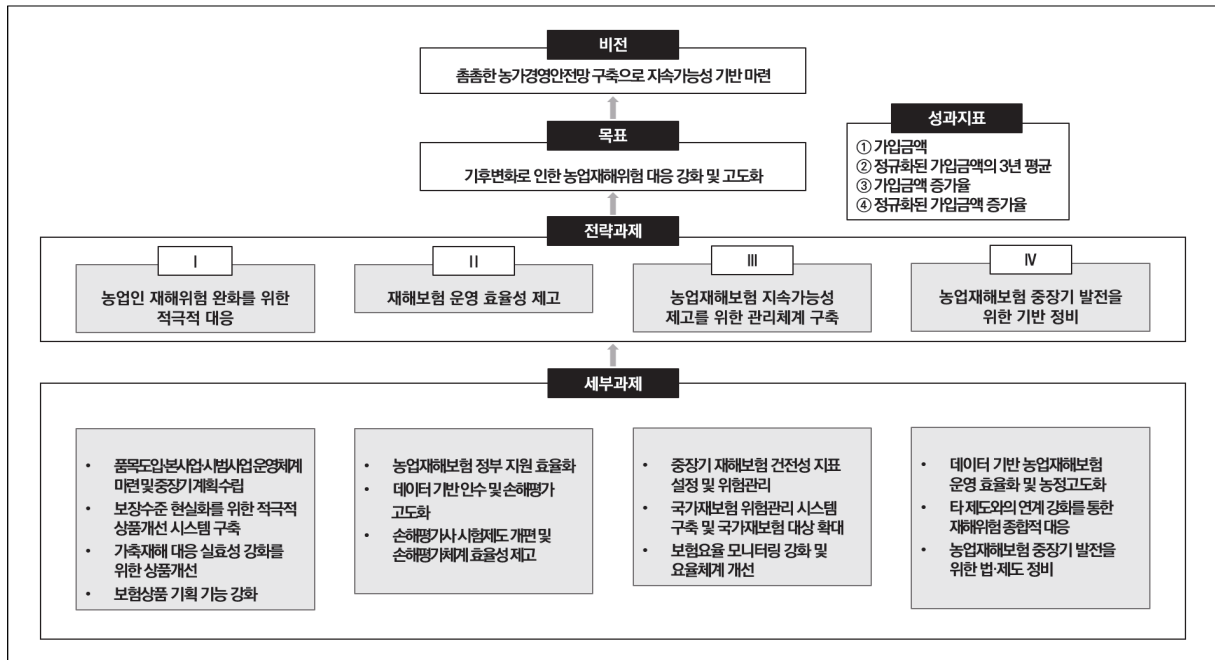 비전
촘촘한 농가경영안전망 구축으로 지속가능성 기반 마련
목표
기후변화로 인한 농업재해위험 대응 강화 및 고도화
성과지표
① 가입금액
② 정규화된 가입금액의 3년 평균
③ 가입금액 증가율
④ 정규화된 가입금액 증가율
전략과제
Ⅰ
농업인 재해위험 완화를 위한
적극적 대응
Ⅱ
재해보험 운영 효율성 제고
Ⅲ
농업재해보험 지속가능성
제고를 위한 관리체계 구축
Ⅳ
농업재해보험 중장기 발전을
위한 기반 정비
세부과제
• 품목도입·본사업·시범사업 운영체계
마련 및 중장기 계획 수립
• 보장수준 현실화를 위한 적극적
상품개선 시스템 구축
• 가축재해 대응 실효성 강화를
위한 상품개선
• 보험상품 기획 기능 강화
• 농업재해보험 정부 지원 효율화
• 데이터 기반 인수 및 손해평가
고도화
• 손해평가사 시험제도 개편 및
손해평가체계 효율성 제고
• 중장기 재해보험 건전성 지표
설정 및 위험관리
• 국가재보험 위험관리 시스템
구축 및 국가재보험 대상 확대
• 보험요율 모니터링 강화 및
요율체계 개선
• 데이터 기반 농업재해보험
운영 효율화 및 농정고도화
• 타 제도와의 연계 강화를 통한
재해위험 종합적 대응
• 농업재해보험 중장기 발전을
위한 법·제도 정비